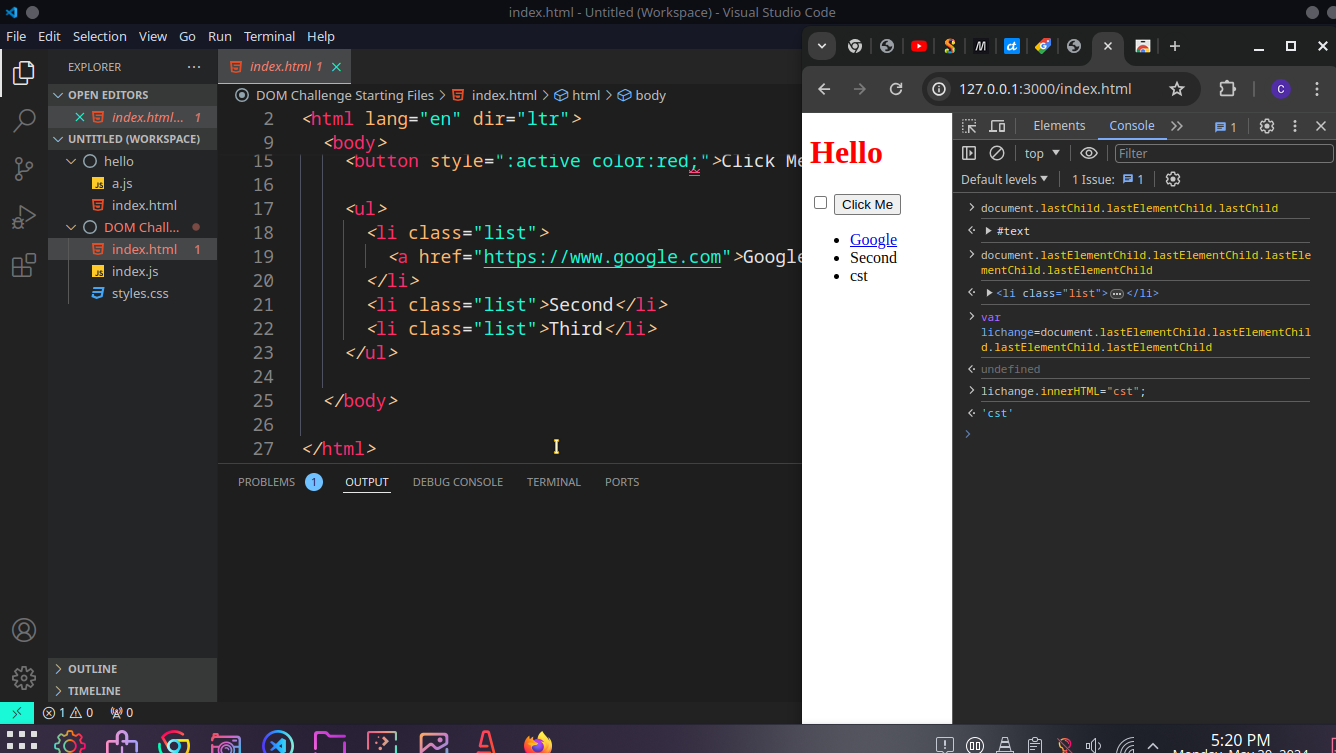 index.html - Untitled (Workspace) - Visual Studio Code
File Edit Selection View Go Run Terminal Help
EXPLORER
OPEN EDITORS
index.html... 1
UNTITLED (WORKSPACE)
hello
JS a.js
index.html
DOM Chall...
index.html 1
JS index.js
styles.css
OUTLINE
TIMELINE
index.html 1
DOM Challenge Starting Files > index.html > html > body
2 <html lang="en" dir="ltr">
9 <body>
15 <button style=":active color:red;">Click Me
16
17 <ul>
18 <li class="list">
19 <a href="https://www.google.com">Google
20 </li>
21 <li class="list">Second</li>
22 <li class="list">Third</li>
23 </ul>
24
25 </body>
26
27 </html>
PROBLEMS 1 OUTPUT DEBUG CONSOLE TERMINAL PORTS
1 0 0
127.0.0.1:3000/index.html
C
Hello
Click Me
Google
Second
cst
Elements Console 1
top Filter
Default levels 1 Issue: 1
document.lastChild.lastElementChild.lastChild
#text
document.lastElementChild.lastElementChild.lastEle
mentChild.lastElementChild
<li class="list">…</li>
var
lichange=document.lastElementChild.lastElementChil
d.lastElementChild.lastElementChild
undefined
lichange.innerHTML="cst";
'cst'
5:20 PM